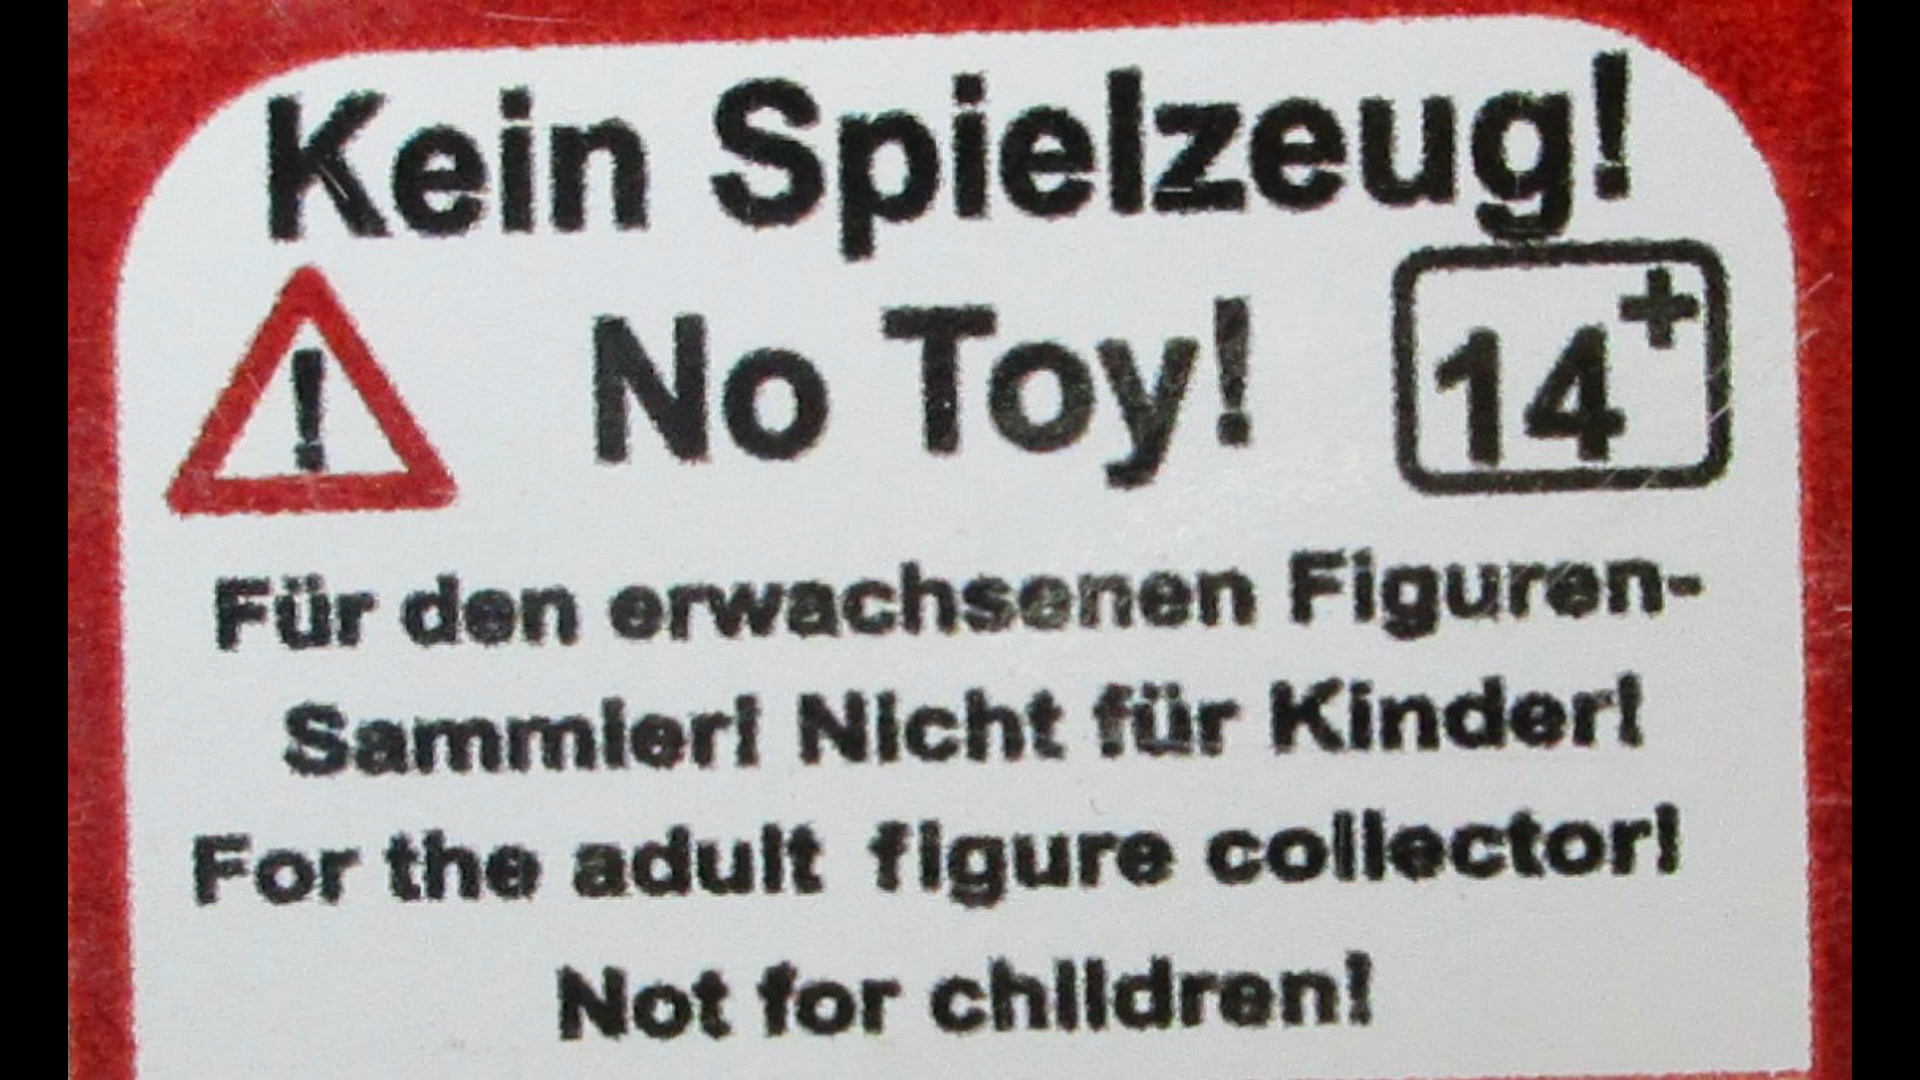 Kein Spielzeug!
! No Toy! 14+
Für den erwachsenen Figuren-
Sammler! Nicht für Kinder!
For the adult figure collector!
Not for children!